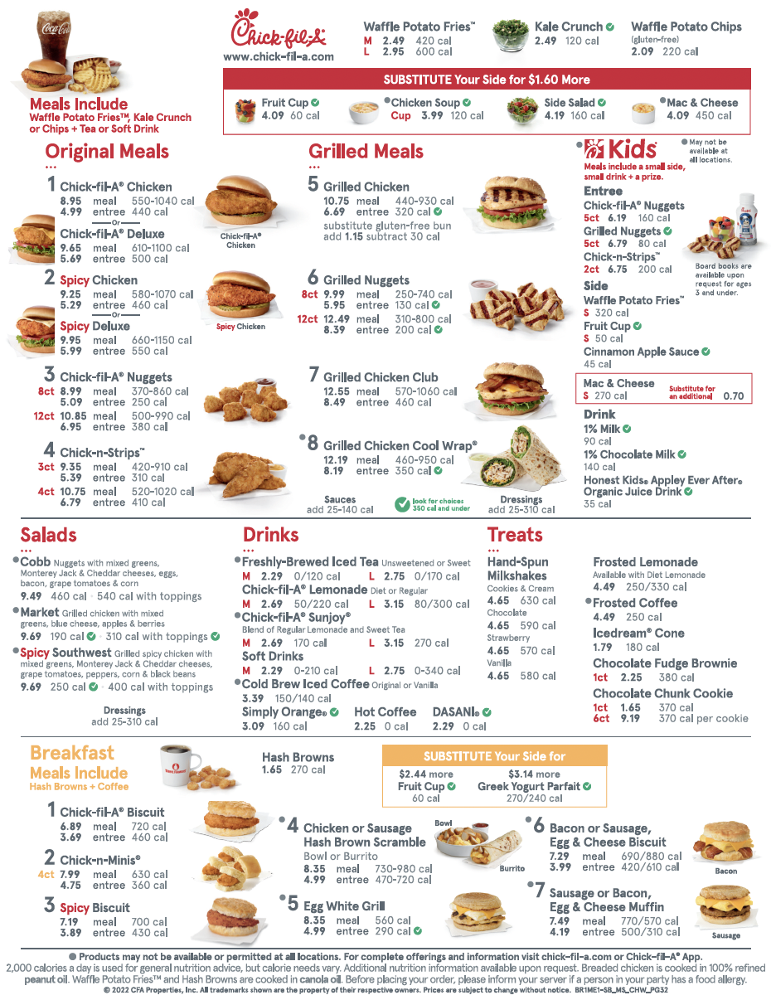 Coca-Cola
Meals Include
Waffle Potato Fries™, Kale Crunch
or Chips + Tea or Soft Drink
Chick-fil-A®
www.chick-fil-a.com
Waffle Potato Fries™
M 2.49 420 cal
L 2.95 600 cal
Kale Crunch
2.49 120 cal
Waffle Potato Chips
(gluten-free)
2.09 220 cal
SUBSTITUTE Your Side for $1.60 More
Fruit Cup
4.09 60 cal
Chicken Soup
Cup 3.99 120 cal
Side Salad
4.19 160 cal
Mac & Cheese
4.09 450 cal
Original Meals
1 Chick-fil-A® Chicken
8.95 meal 550-1040 cal
4.99 entree 440 cal
Or
Chick-fil-A® Deluxe
9.65 meal 610-1100 cal
5.69 entree 500 cal
Chick-fil-A®
Chicken
2 Spicy Chicken
9.25 meal 580-1070 cal
5.29 entree 460 cal
Or
Spicy Deluxe
9.95 meal 660-1150 cal
5.99 entree 550 cal
Spicy Chicken
3 Chick-fil-A® Nuggets
8ct 8.99 meal 370-860 cal
5.09 entree 250 cal
12ct 10.85 meal 500-990 cal
6.95 entree 380 cal
4 Chick-n-Strips™
3ct 9.35 meal 420-910 cal
5.39 entree 310 cal
4ct 10.75 meal 520-1020 cal
6.79 entree 410 cal
Grilled Meals
5 Grilled Chicken
10.75 meal 440-930 cal
6.69 entree 320 cal
substitute gluten-free bun
add 1.15 subtract 30 cal
6 Grilled Nuggets
8ct 9.99 meal 250-740 cal
5.95 entree 130 cal
12ct 12.49 meal 310-800 cal
8.39 entree 200 cal
7 Grilled Chicken Club
12.55 meal 570-1060 cal
8.49 entree 460 cal
8 Grilled Chicken Cool Wrap®
12.19 meal 460-950 cal
8.19 entree 350 cal
Sauces
add 25-140 cal
look for choices
350 cal and under
Dressings
add 25-310 cal
Kids®
May not be
available at
all locations.
Meals include a small side,
small drink + a prize.
Entree
Chick-fil-A® Nuggets
5ct 6.19 160 cal
Grilled Nuggets
5ct 6.79 80 cal
Chick-n-Strips™
2ct 6.75 200 cal
Board books are
available upon
request for ages
3 and under.
Side
Waffle Potato Fries™
S 320 cal
Fruit Cup
S 50 cal
Cinnamon Apple Sauce
45 cal
Mac & Cheese
S 270 cal
Substitute for
an additional 0.70
Drink
1% Milk
90 cal
1% Chocolate Milk
140 cal
Honest Kids® Appley Ever After®
Organic Juice Drink
35 cal
Salads
Cobb Nuggets with mixed greens,
Monterey Jack & Cheddar cheeses, eggs,
bacon, grape tomatoes & corn
9.49 460 cal · 540 cal with toppings
Market Grilled chicken with mixed
greens, blue cheese, apples & berries
9.69 190 cal · 310 cal with toppings
Spicy Southwest Grilled spicy chicken with
mixed greens, Monterey Jack & Cheddar cheeses,
grape tomatoes, peppers, corn & black beans
9.69 250 cal · 400 cal with toppings
Dressings
add 25-310 cal
Drinks
Freshly-Brewed Iced Tea Unsweetened or Sweet
M 2.29 0/120 cal L 2.75 0/170 cal
Chick-fil-A® Lemonade Diet or Regular
M 2.69 50/220 cal L 3.15 80/300 cal
Chick-fil-A® Sunjoy®
Blend of Regular Lemonade and Sweet Tea
M 2.69 170 cal L 3.15 270 cal
Soft Drinks
M 2.29 0-210 cal L 2.75 0-340 cal
Cold Brew Iced Coffee Original or Vanilla
3.39 150/140 cal
Simply Orange®
3.09 160 cal
Hot Coffee
2.25 0 cal
DASANI®
2.29 0 cal
Treats
Hand-Spun
Milkshakes
Cookies & Cream
4.65 630 cal
Chocolate
4.65 590 cal
Strawberry
4.65 570 cal
Vanilla
4.65 580 cal
Frosted Lemonade
Available with Diet Lemonade
4.49 250/330 cal
Frosted Coffee
4.49 250 cal
Icedream® Cone
1.79 180 cal
Chocolate Fudge Brownie
1ct 2.25 380 cal
Chocolate Chunk Cookie
1ct 1.65 370 cal
6ct 9.19 370 cal per cookie
Breakfast
Meals Include
Hash Browns + Coffee
Hash Browns
1.65 270 cal
SUBSTITUTE Your Side for
$2.44 more
Fruit Cup
60 cal
$3.14 more
Greek Yogurt Parfait
270/240 cal
1 Chick-fil-A® Biscuit
6.89 meal 720 cal
3.69 entree 460 cal
2 Chick-n-Minis®
4ct 7.99 meal 630 cal
4.75 entree 360 cal
3 Spicy Biscuit
7.19 meal 700 cal
3.89 entree 430 cal
4 Chicken or Sausage
Hash Brown Scramble
Bowl or Burrito
8.35 meal 730-980 cal
4.99 entree 470-720 cal
Bowl
Burrito
5 Egg White Grill
8.35 meal 560 cal
4.99 entree 290 cal
6 Bacon or Sausage,
Egg & Cheese Biscuit
7.29 meal 690/880 cal
3.99 entree 420/610 cal
Bacon
7 Sausage or Bacon,
Egg & Cheese Muffin
7.49 meal 770/570 cal
4.19 entree 500/310 cal
Sausage
Products may not be available or permitted at all locations. For complete offerings and information visit chick-fil-a.com or Chick-fil-A® App.
2,000 calories a day is used for general nutrition advice, but calorie needs vary. Additional nutrition information available upon request. Breaded chicken is cooked in 100% refined
peanut oil. Waffle Potato Fries™ and Hash Browns are cooked in canola oil. Before placing your order, please inform your server if a person in your party has a food allergy.
© 2022 CFA Properties, Inc. All trademarks shown are the property of their respective owners. Prices are subject to change without notice. BR1ME1-SB_MS_CHW_PG32